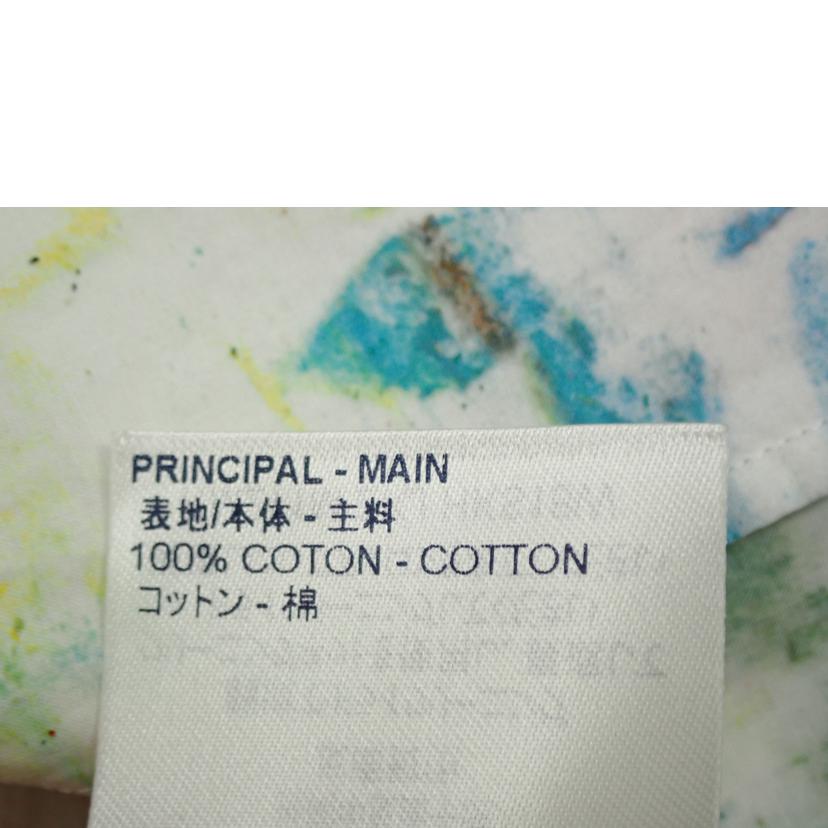 PRINCIPAL - MAIN
表地/本体 - 主料
100% COTON - COTTON
コットン - 棉